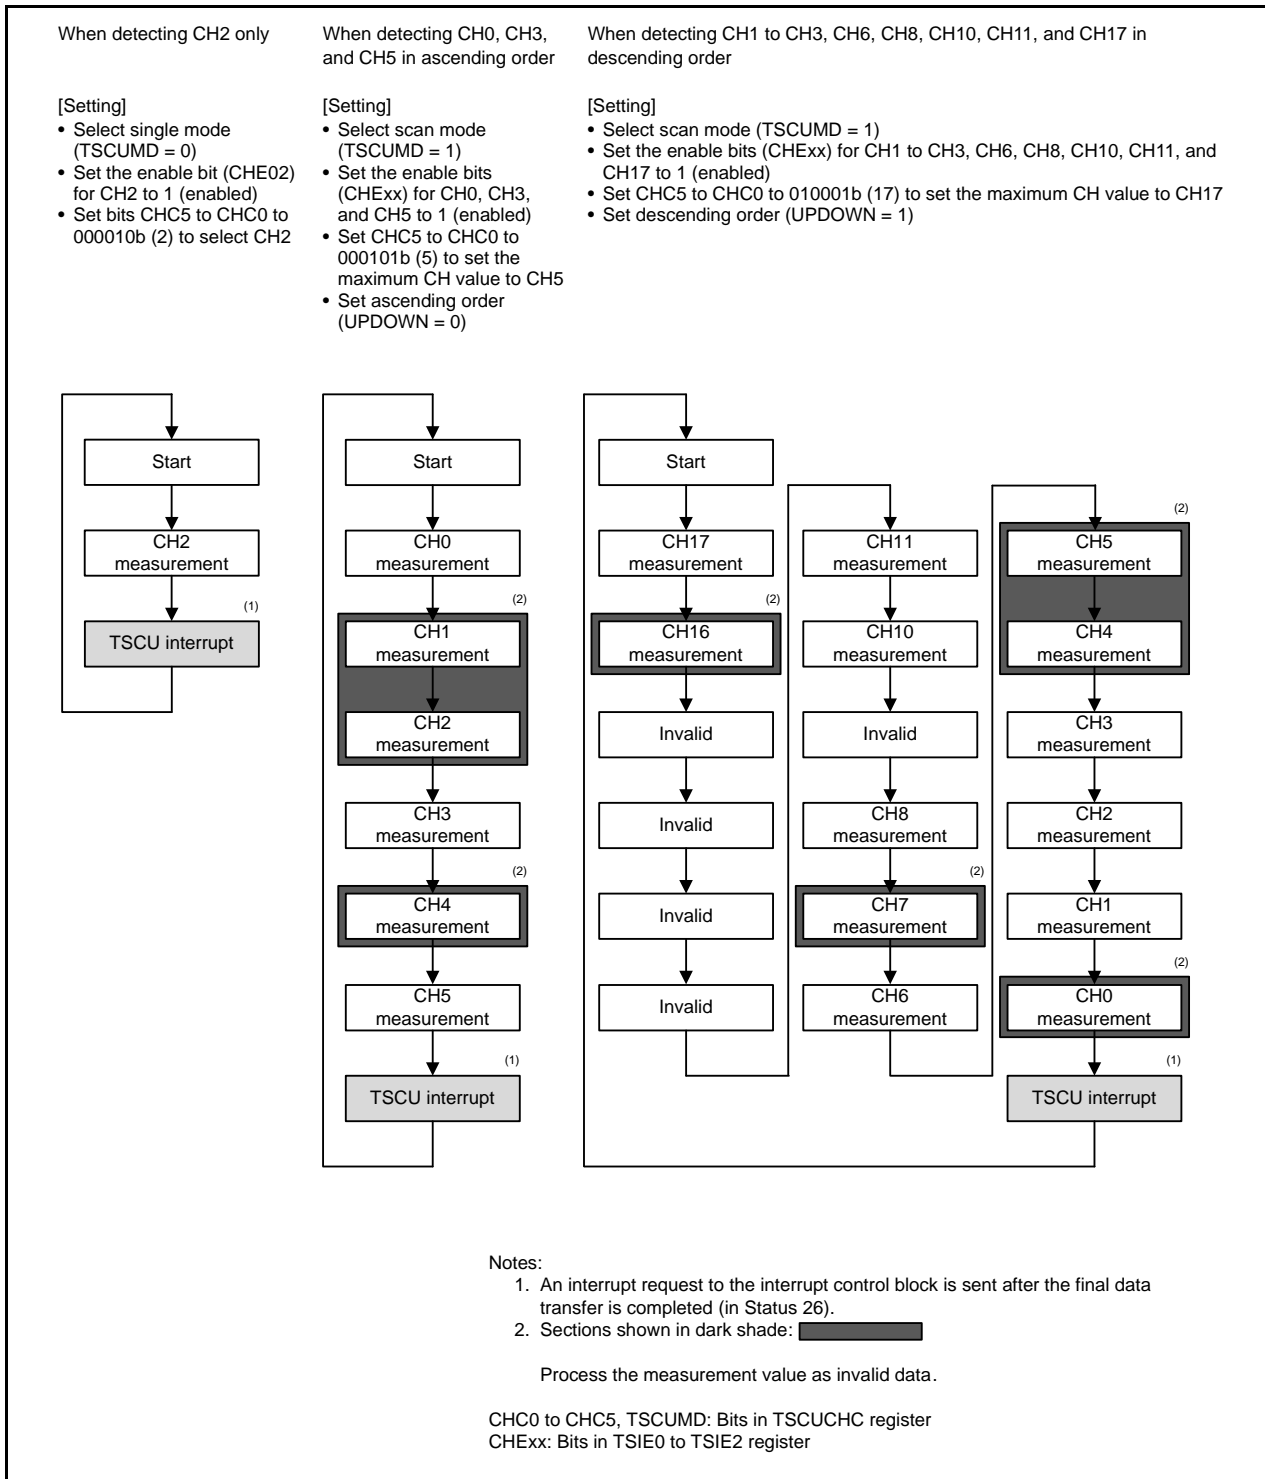 When detecting CH2 only
[Setting]
• Select single mode
(TSCUMD = 0)
• Set the enable bit (CHE02)
for CH2 to 1 (enabled)
• Set bits CHC5 to CHC0 to
000010b (2) to select CH2
When detecting CH0, CH3,
and CH5 in ascending order
[Setting]
• Select scan mode
(TSCUMD = 1)
• Set the enable bits
(CHExx) for CH0, CH3,
and CH5 to 1 (enabled)
• Set CHC5 to CHC0 to
000101b (5) to set the
maximum CH value to CH5
• Set ascending order
(UPDOWN = 0)
When detecting CH1 to CH3, CH6, CH8, CH10, CH11, and CH17 in
descending order
[Setting]
• Select scan mode (TSCUMD = 1)
• Set the enable bits (CHExx) for CH1 to CH3, CH6, CH8, CH10, CH11, and
CH17 to 1 (enabled)
• Set CHC5 to CHC0 to 010001b (17) to set the maximum CH value to CH17
• Set descending order (UPDOWN = 1)
Start
CH2
measurement
(1)
TSCU interrupt
Start
CH0
measurement
(2)
CH1
measurement
CH2
measurement
CH3
measurement
(2)
CH4
measurement
CH5
measurement
(1)
TSCU interrupt
Start
CH17
measurement
(2)
CH16
measurement
Invalid
Invalid
Invalid
Invalid
CH11
measurement
CH10
measurement
Invalid
CH8
measurement
(2)
CH7
measurement
CH6
measurement
(2)
CH5
measurement
CH4
measurement
CH3
measurement
CH2
measurement
CH1
measurement
(2)
CH0
measurement
(1)
TSCU interrupt
Notes:
1. An interrupt request to the interrupt control block is sent after the final data
transfer is completed (in Status 26).
2. Sections shown in dark shade:
Process the measurement value as invalid data.
CHC0 to CHC5, TSCUMD: Bits in TSCUCHC register
CHExx: Bits in TSIE0 to TSIE2 register